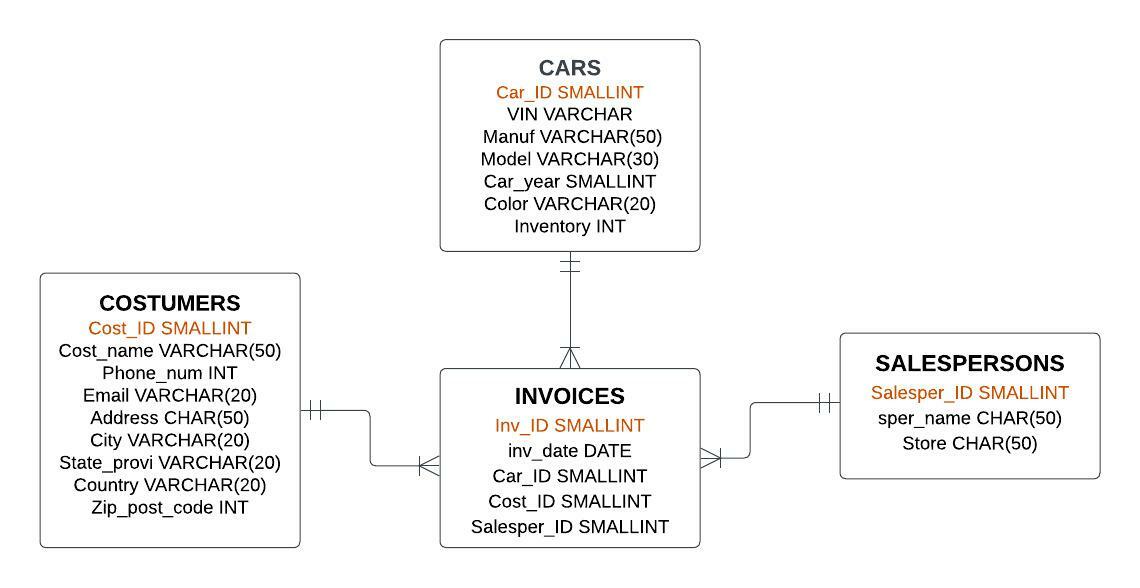 CARS
Car_ID SMALLINT
VIN VARCHAR
Manuf VARCHAR(50)
Model VARCHAR(30)
Car_year SMALLINT
Color VARCHAR(20)
Inventory INT
COSTUMERS
Cost_ID SMALLINT
Cost_name VARCHAR(50)
Phone_num INT
Email VARCHAR(20)
Address CHAR(50)
City VARCHAR(20)
State_provi VARCHAR(20)
Country VARCHAR(20)
Zip_post_code INT
INVOICES
Inv_ID SMALLINT
inv_date DATE
Car_ID SMALLINT
Cost_ID SMALLINT
Salesper_ID SMALLINT
SALESPERSONS
Salesper_ID SMALLINT
sper_name CHAR(50)
Store CHAR(50)